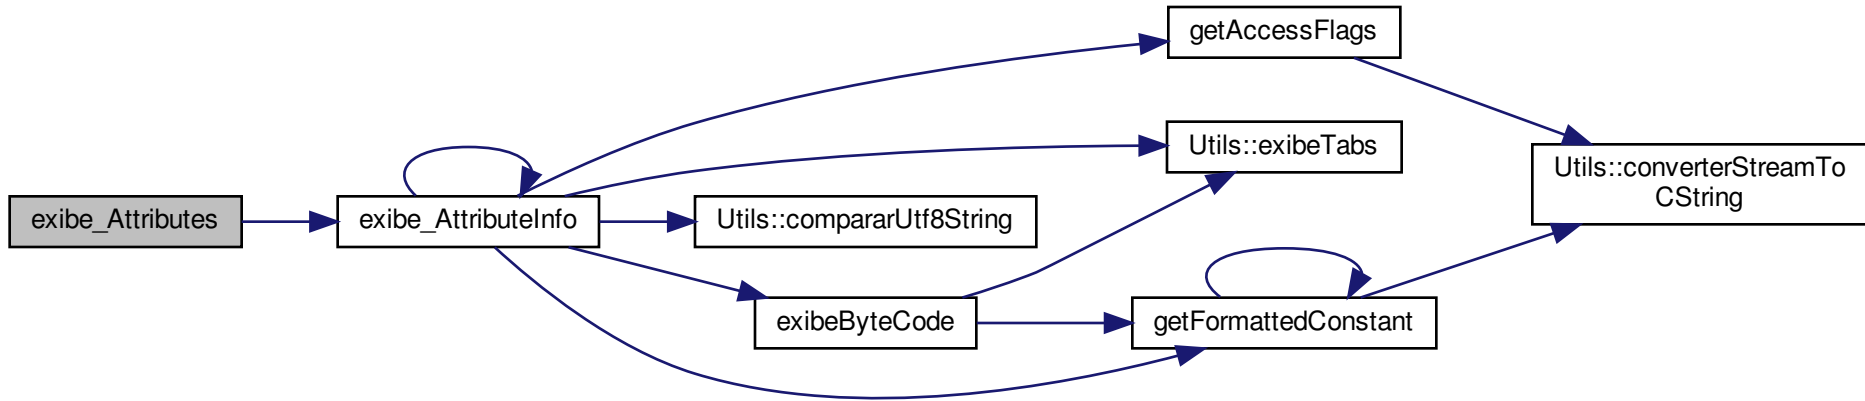 exibe_Attributes
exibe_AttributeInfo
getAccessFlags
Utils::exibeTabs
Utils::compararUtf8String
exibeByteCode
getFormattedConstant
Utils::converterStreamTo
CString